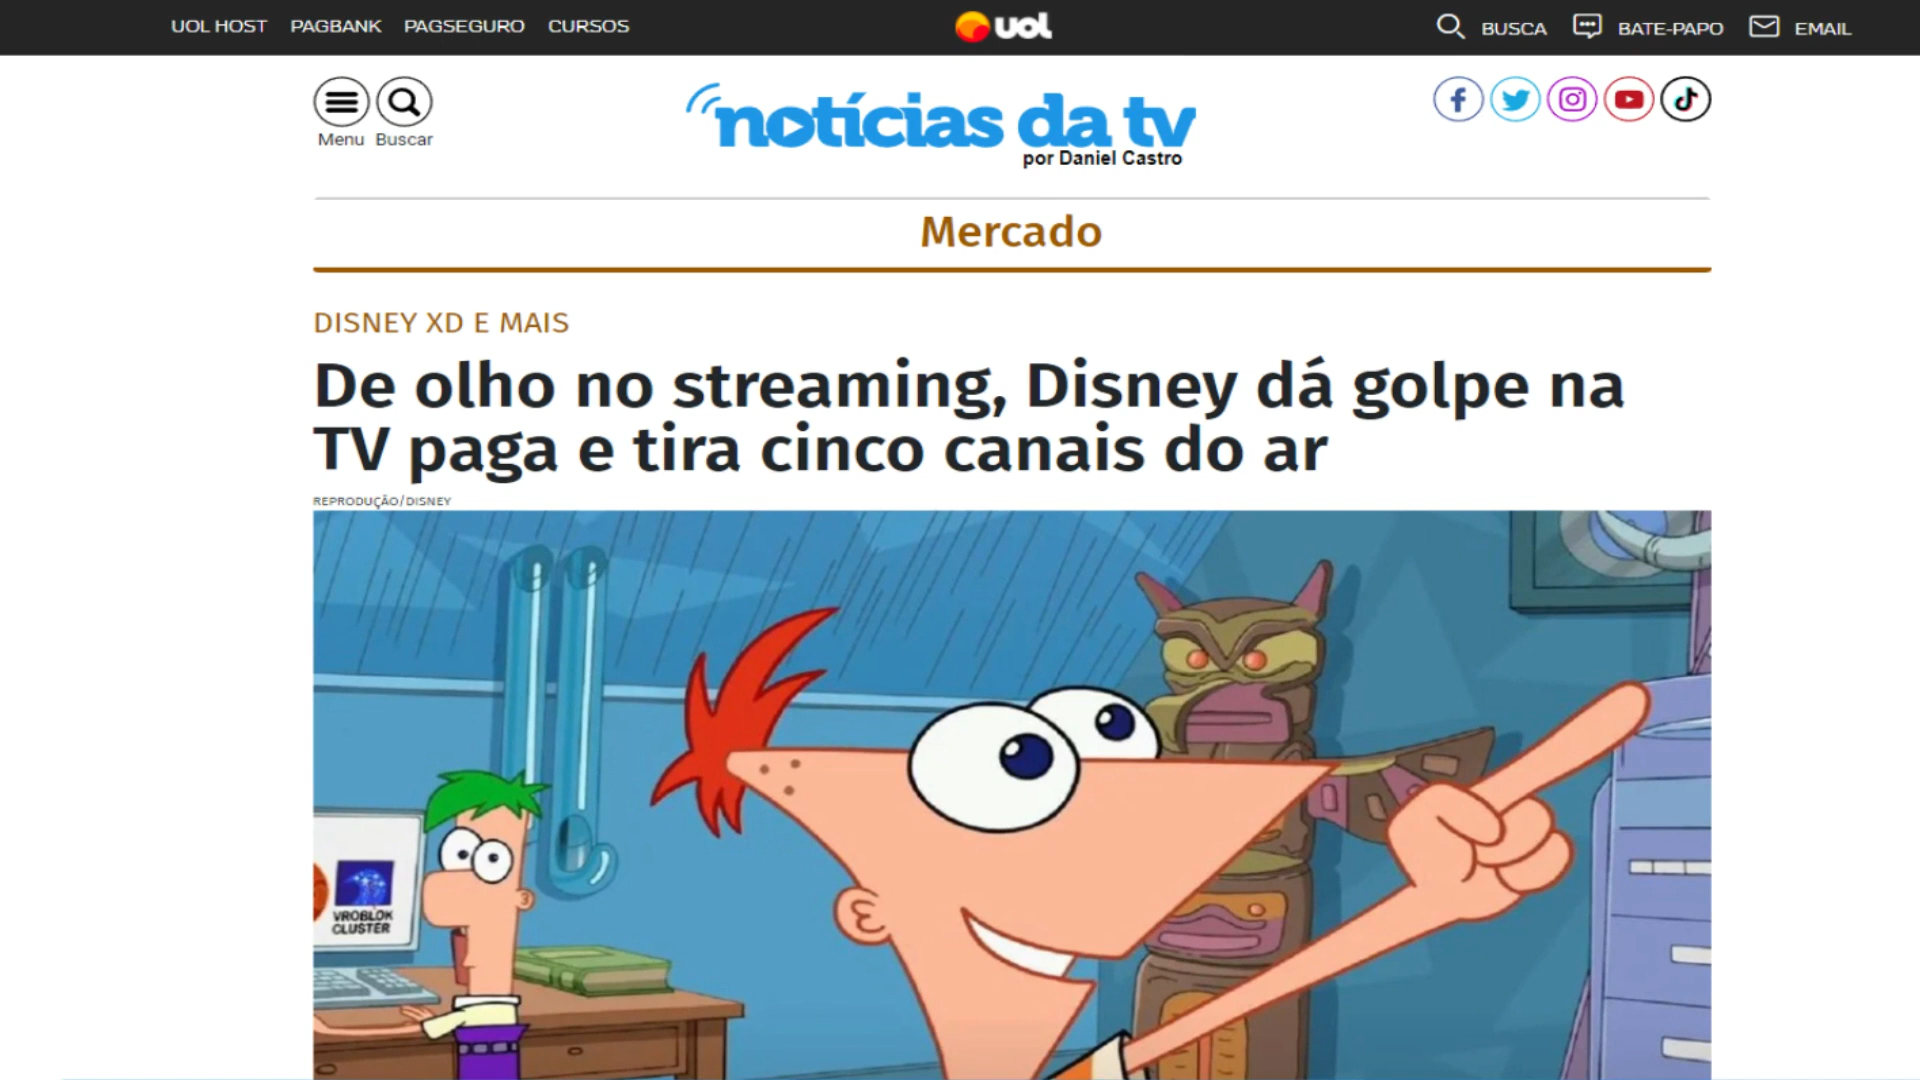 UOL HOST PAGBANK PAGSEGURO CURSOS
UOL
BUSCA BATE-PAPO EMAIL
Menu Buscar
notícias da tv
por Daniel Castro
Mercado
DISNEY XD E MAIS
De olho no streaming, Disney dá golpe na
TV paga e tira cinco canais do ar
REPRODUÇÃO/DISNEY
VROBLOK
CLUSTER